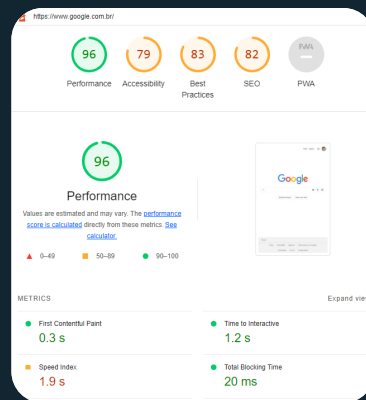 https://www.google.com.br/
96
79
83
82
PWA
Performance
Accessibility
Best
Practices
SEO
PWA
96
Performance
Values are estimated and may vary. The performance
score is calculated directly from these metrics. See
calculator.
0–49
50–89
90–100
Google
METRICS
Expand vie
First Contentful Paint
0.3 s
Time to Interactive
1.2 s
Speed Index
1.9 s
Total Blocking Time
20 ms